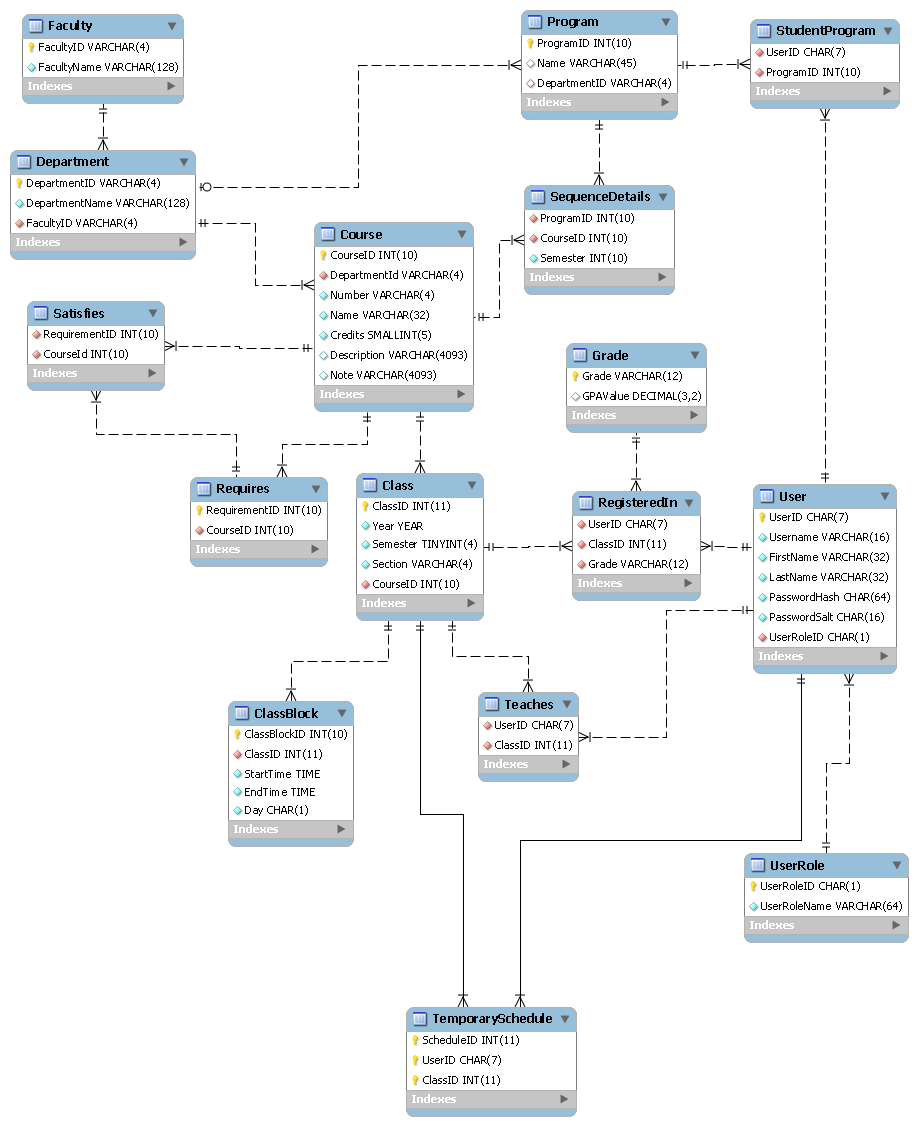 Faculty
FacultyID VARCHAR(4)
FacultyName VARCHAR(128)
Indexes
Program
ProgramID INT(10)
Name VARCHAR(45)
DepartmentID VARCHAR(4)
Indexes
StudentProgram
UserID CHAR(7)
ProgramID INT(10)
Indexes
Department
DepartmentID VARCHAR(4)
DepartmentName VARCHAR(128)
FacultyID VARCHAR(4)
Indexes
SequenceDetails
ProgramID INT(10)
CourseID INT(10)
Semester INT(10)
Indexes
Course
CourseID INT(10)
DepartmentId VARCHAR(4)
Number VARCHAR(4)
Name VARCHAR(32)
Credits SMALLINT(5)
Description VARCHAR(4093)
Note VARCHAR(4093)
Indexes
Satisfies
RequirementID INT(10)
CourseId INT(10)
Indexes
Grade
Grade VARCHAR(12)
GPAValue DECIMAL(3,2)
Indexes
Requires
RequirementID INT(10)
CourseID INT(10)
Indexes
Class
ClassID INT(11)
Year YEAR
Semester TINYINT(4)
Section VARCHAR(4)
CourseID INT(10)
Indexes
RegisteredIn
UserID CHAR(7)
ClassID INT(11)
Grade VARCHAR(12)
Indexes
User
UserID CHAR(7)
Username VARCHAR(16)
FirstName VARCHAR(32)
LastName VARCHAR(32)
PasswordHash CHAR(64)
PasswordSalt CHAR(16)
UserRoleID CHAR(1)
Indexes
ClassBlock
ClassBlockID INT(10)
ClassID INT(11)
StartTime TIME
EndTime TIME
Day CHAR(1)
Indexes
Teaches
UserID CHAR(7)
ClassID INT(11)
Indexes
UserRole
UserRoleID CHAR(1)
UserRoleName VARCHAR(64)
Indexes
TemporarySchedule
ScheduleID INT(11)
UserID CHAR(7)
ClassID INT(11)
Indexes